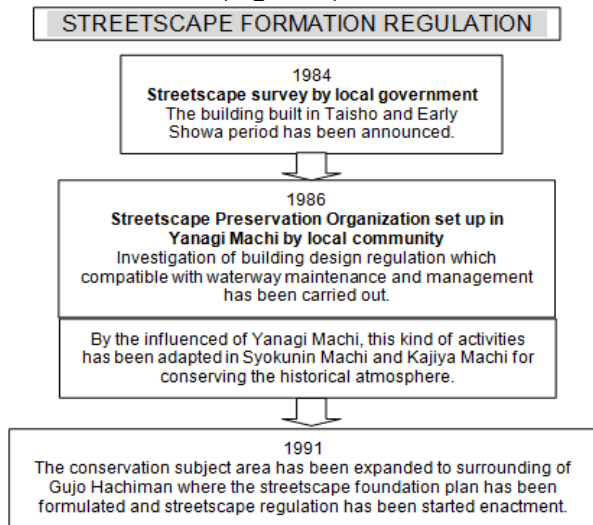 STREETSCAPE FORMATION REGULATION
1984
Streetscape survey by local government
The building built in Taisho and Early
Showa period has been announced.
1986
Streetscape Preservation Organization set up in
Yanagi Machi by local community
Investigation of building design regulation which
compatible with waterway maintenance and management
has been carried out.
By the influenced of Yanagi Machi, this kind of activities
has been adapted in Syokunin Machi and Kajiya Machi for
conserving the historical atmosphere.
1991
The conservation subject area has been expanded to surrounding of
Gujo Hachiman where the streetscape foundation plan has been
formulated and streetscape regulation has been started enactment.